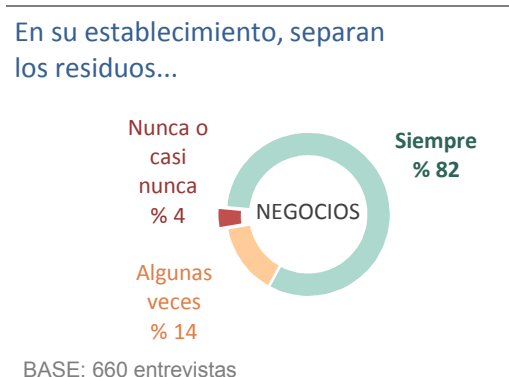 En su establecimiento, separan
los residuos...
Nunca o
casi
nunca
% 4
Siempre
% 82
NEGOCIOS
Algunas
veces
% 14
BASE: 660 entrevistas